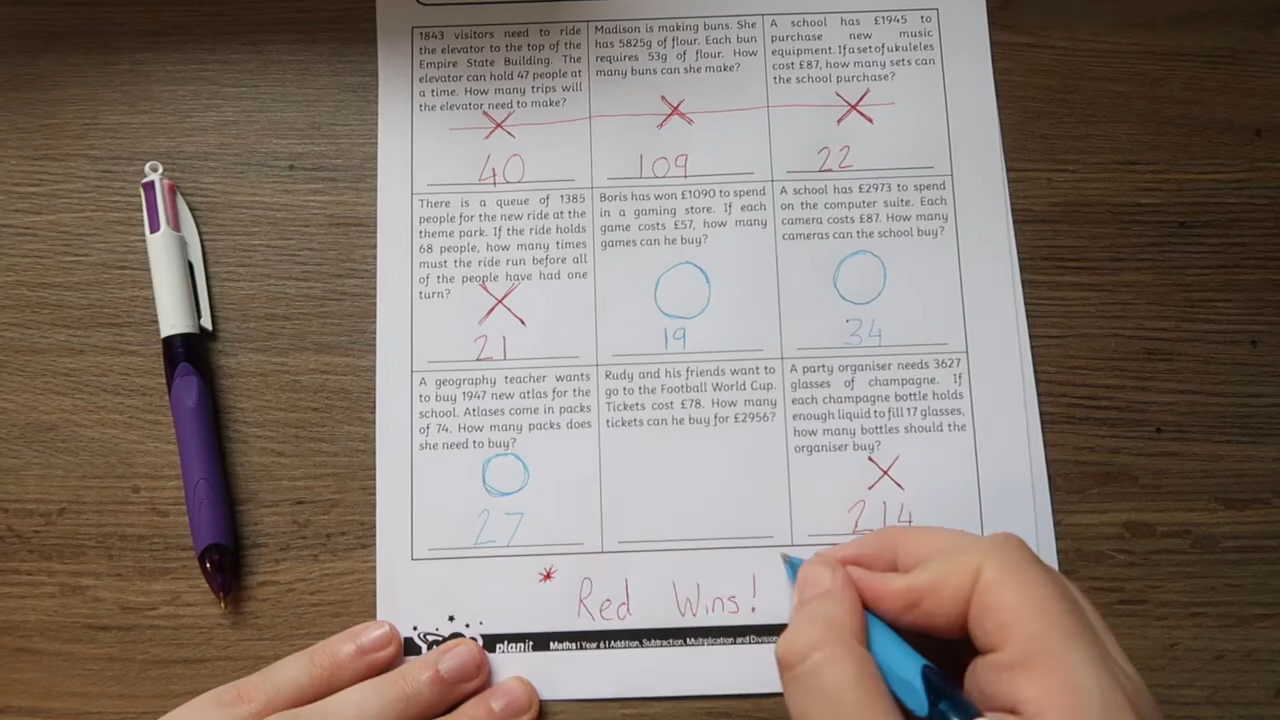 1843 visitors need to ride
the elevator to the top of the
Empire State Building. The
elevator can hold 47 people at
a time. How many trips will
the elevator need to make?
X
40
Madison is making buns. She
has 5825g of flour. Each bun
requires 53g of flour. How
many buns can she make?
X
109
A school has £1945 to
purchase new music
equipment. If a set of ukuleles
cost £87, how many sets can
the school purchase?
X
22
There is a queue of 1385
people for the new ride at the
theme park. If the ride holds
68 people, how many times
must the ride run before all
of the people have had one
turn?
X
21
Boris has won £1090 to spend
in a gaming store. If each
game costs £57, how many
games can he buy?
O
19
A school has £2973 to spend
on the computer suite. Each
camera costs £87. How many
cameras can the school buy?
O
34
A geography teacher wants
to buy 1947 new atlas for the
school. Atlases come in packs
of 74. How many packs does
she need to buy?
O
27
Rudy and his friends want to
go to the Football World Cup.
Tickets cost £78. How many
tickets can he buy for £2956?
A party organiser needs 3627
glasses of champagne. If
each champagne bottle holds
enough liquid to fill 17 glasses,
how many bottles should the
organiser buy?
X
214
* Red Wins!
planit Maths | Year 6 | Addition, Subtraction, Multiplication and Division